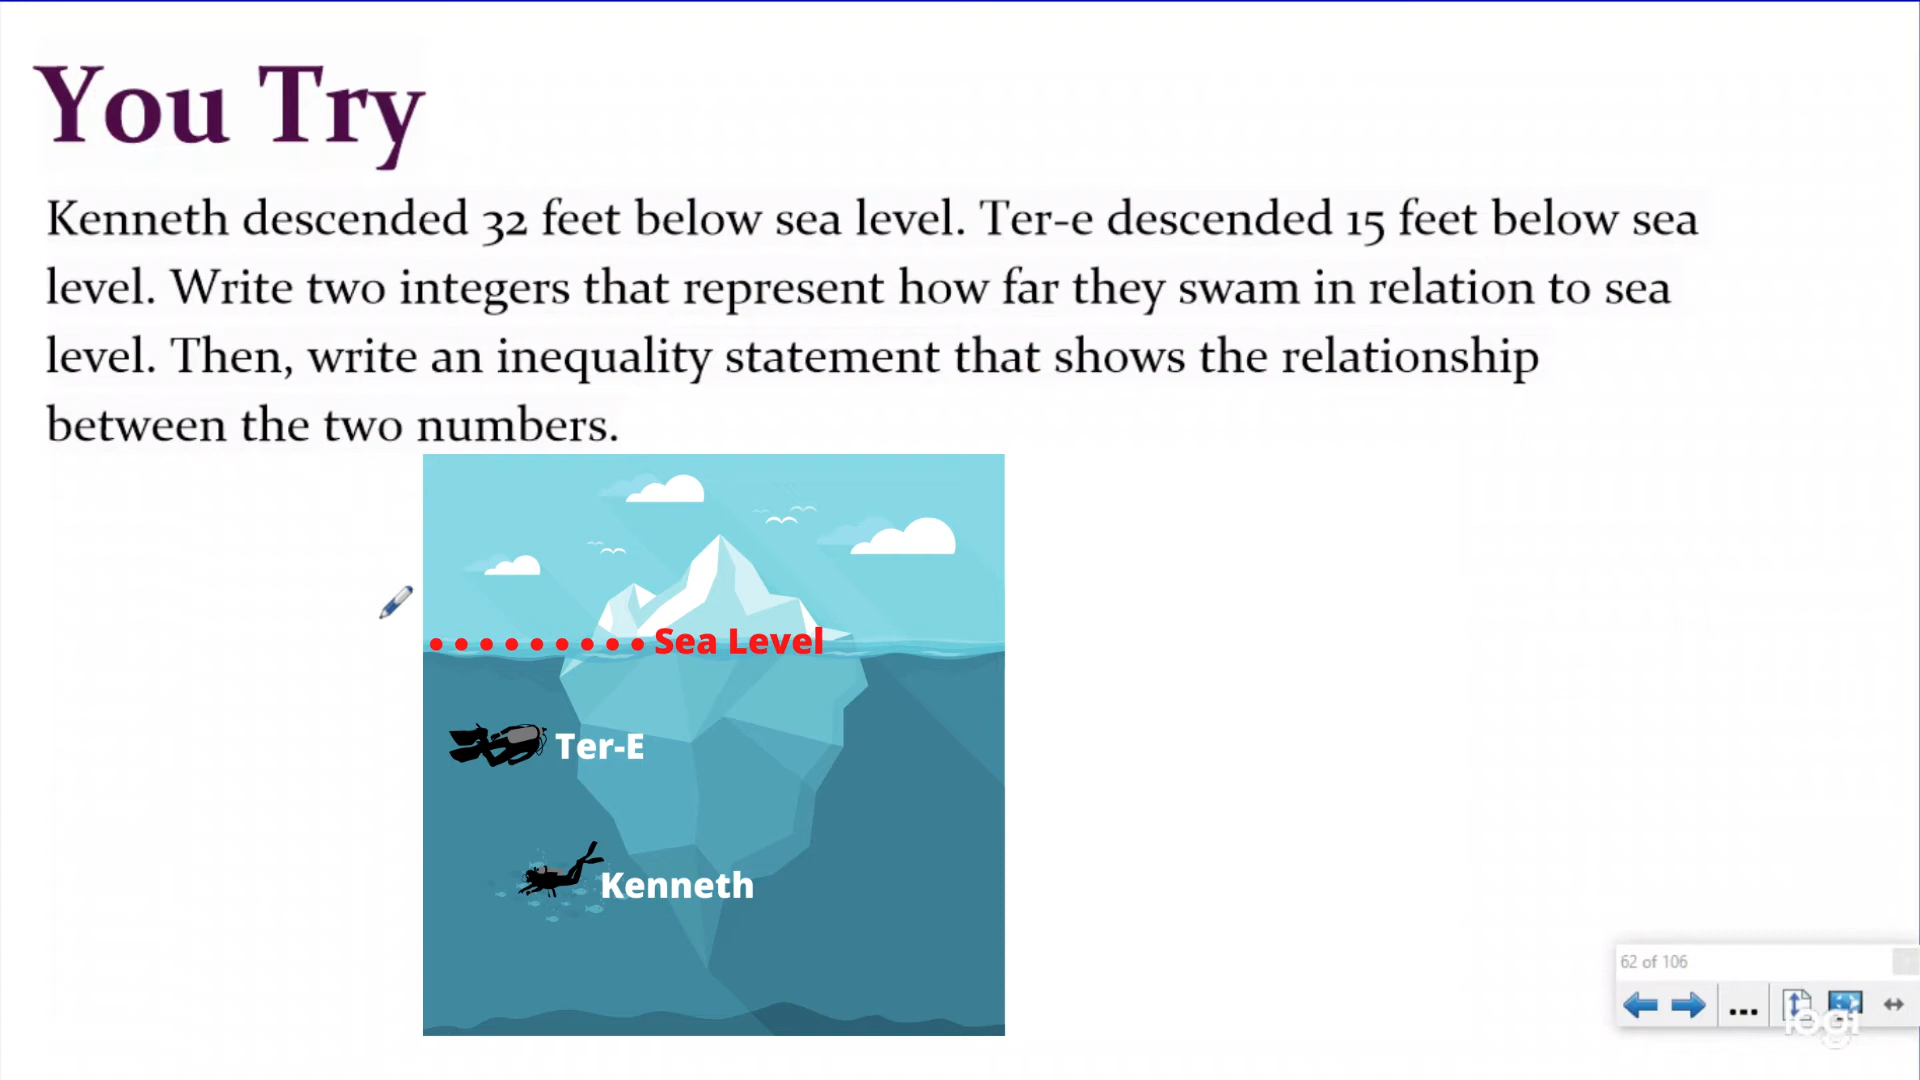 You Try
Kenneth descended 32 feet below sea level. Ter-e descended 15 feet below sea
level. Write two integers that represent how far they swam in relation to sea
level. Then, write an inequality statement that shows the relationship
between the two numbers.
Sea Level
Ter-E
Kenneth
62 of 106
...
logi